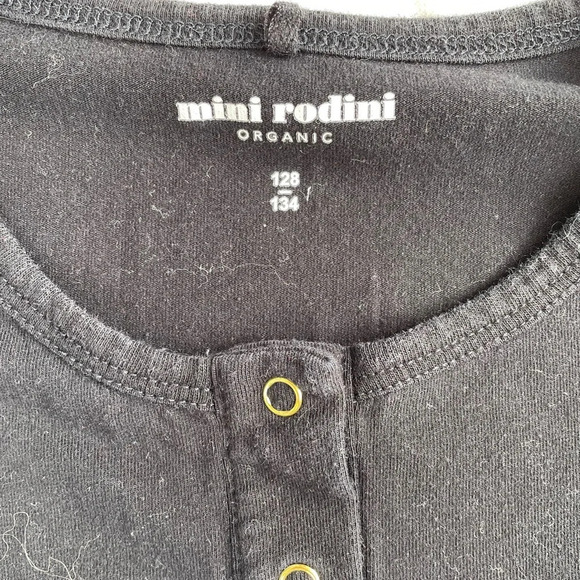 mini rodini
ORGANIC
128
134